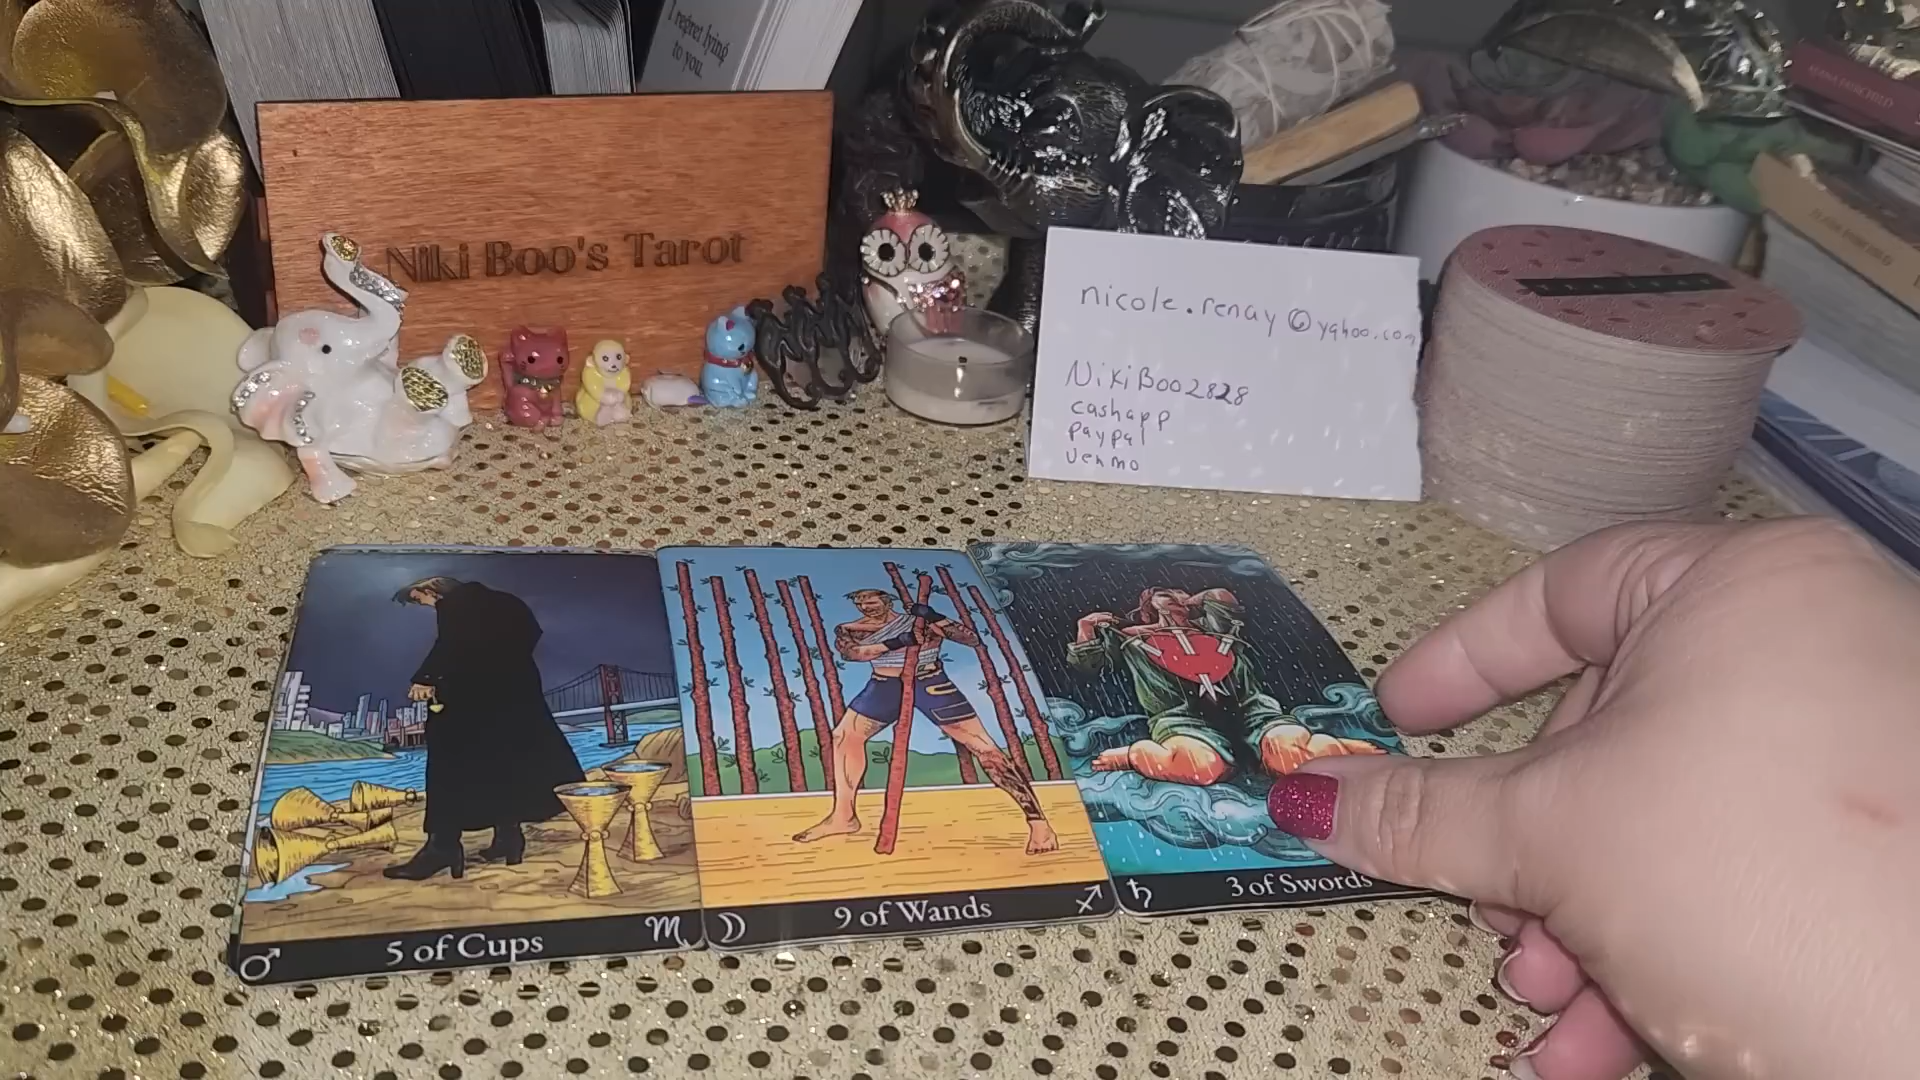 I regret lying
to you.
Niki Boo's Tarot
nicole.renay@yahoo.com
NikiBoo2828
cashapp
paypal
venmo
5 of Cups
9 of Wands
3 of Swords